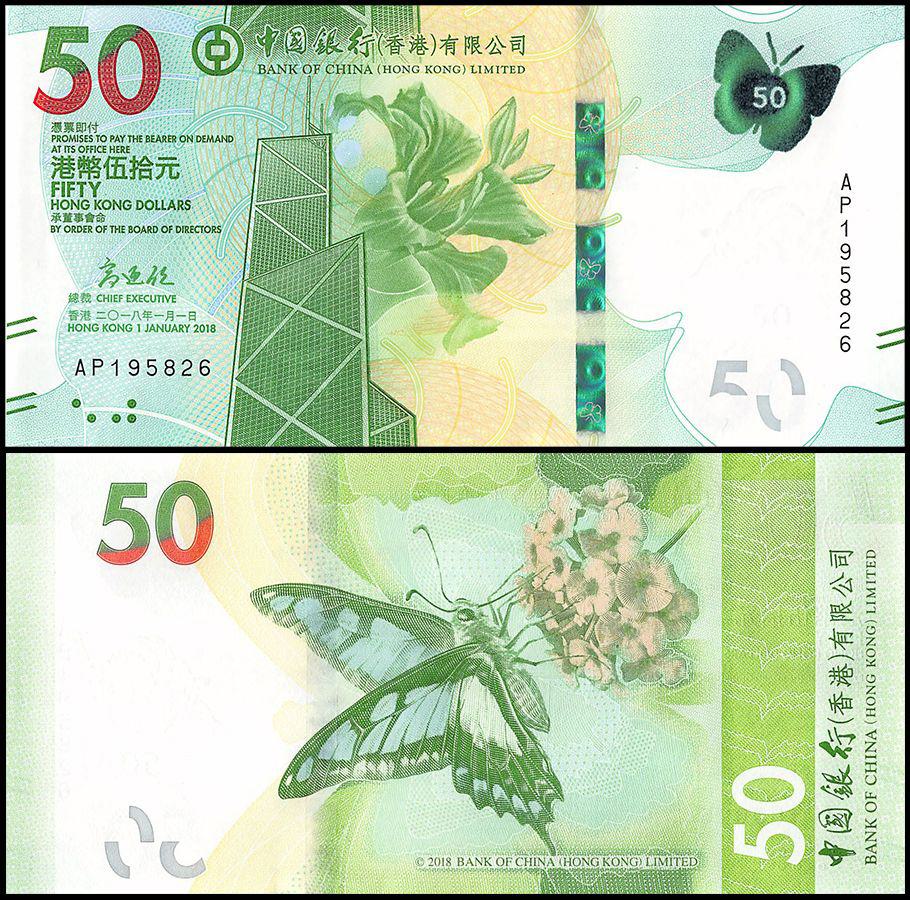 50
中國銀行(香港)有限公司
BANK OF CHINA (HONG KONG) LIMITED
50
憑票即付
PROMISES TO PAY THE BEARER ON DEMAND
AT ITS OFFICE HERE
港幣伍拾元
FIFTY
HONG KONG DOLLARS
承董事會命
BY ORDER OF THE BOARD OF DIRECTORS
總裁 CHIEF EXECUTIVE
香港 二〇一八年一月一日
HONG KONG 1 JANUARY 2018
AP195826
AP195826
50
50
中國銀行(香港)有限公司
BANK OF CHINA (HONG KONG) LIMITED
50
© 2018 BANK OF CHINA (HONG KONG) LIMITED